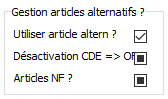 Gestion articles alternatifs ?
Utiliser article altern ?
Désactivation CDE => OF
Articles NF ?